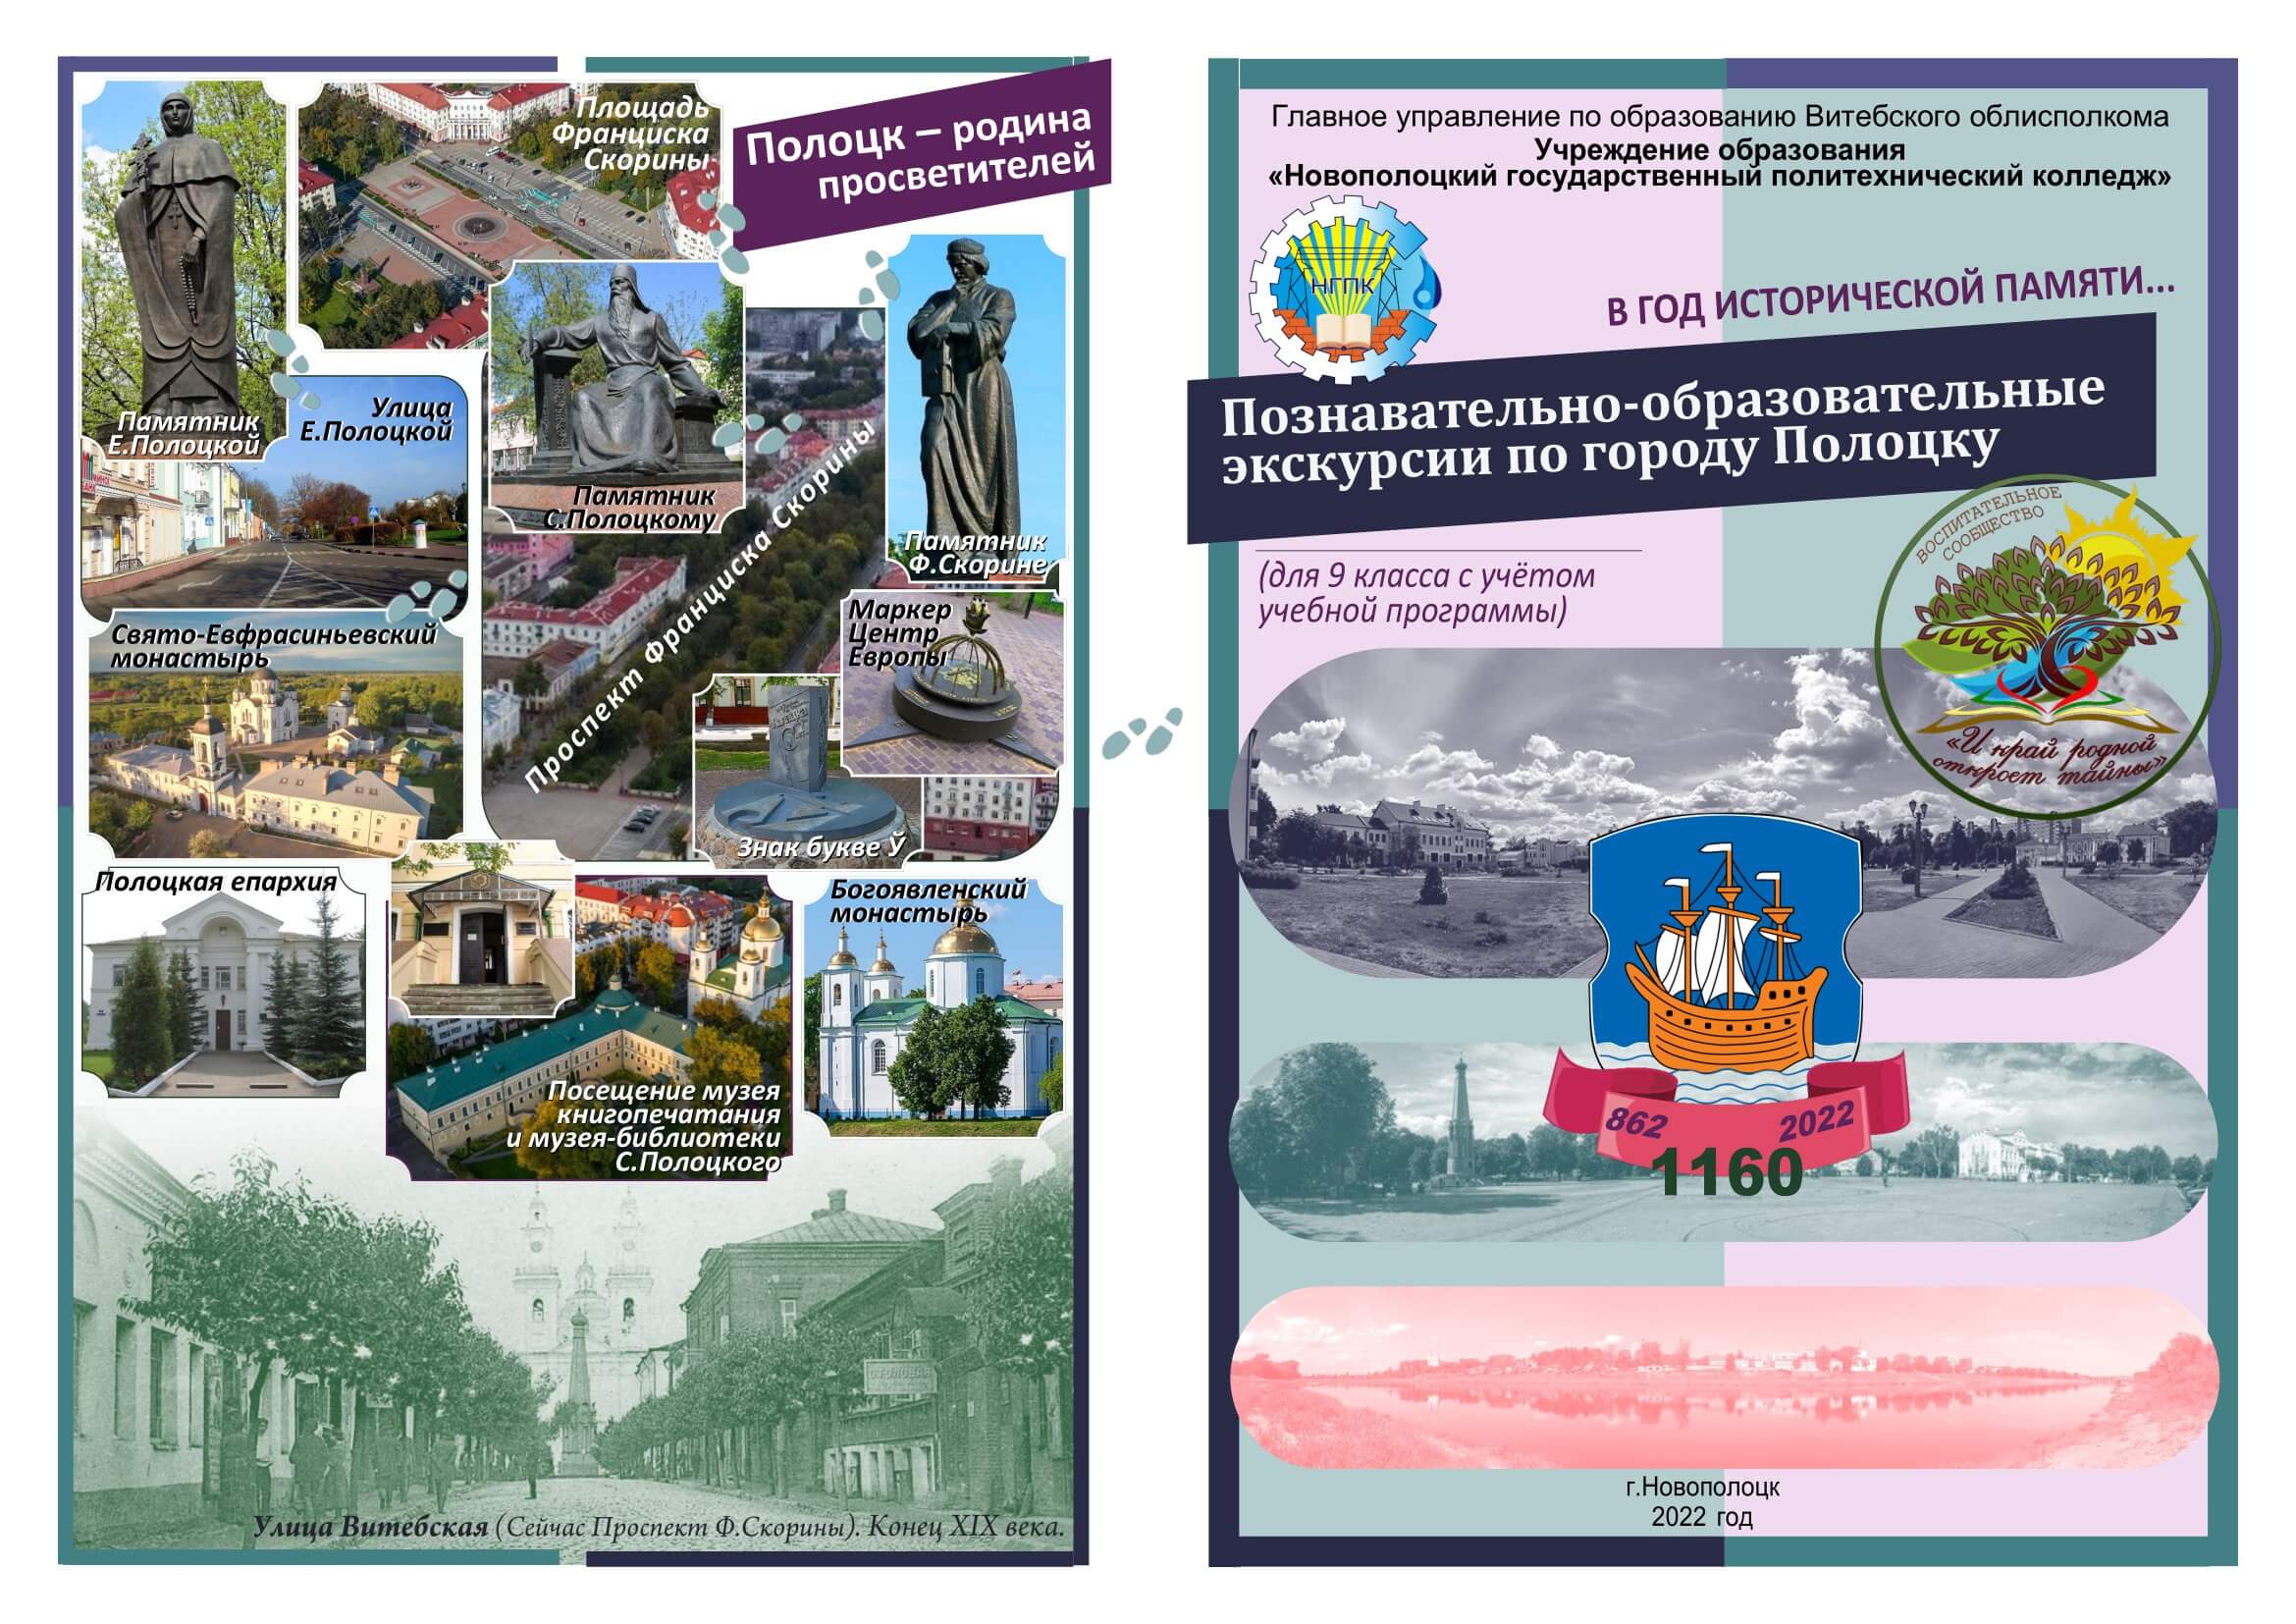 Полоцк – родина
просветителей
Площадь
Франциска
Скорины
Памятник
Е.Полоцкой
Улица
Е.Полоцкой
Памятник
С.Полоцкому
Памятник
Ф.Скорине
Проспект Франциска Скорины
Маркер
Центр
Европы
Свято-Евфрасиньевский
монастырь
Знак букве Ў
Полоцкая епархия
Богоявленский
монастырь
Посещение музея
книгопечатания
и музея-библиотеки
С.Полоцкого
Улица Витебская (Сейчас Проспект Ф.Скорины). Конец XIX века.
Главное управление по образованию Витебского облисполкома
Учреждение образования
«Новополоцкий государственный политехнический колледж»
НГПК
В ГОД ИСТОРИЧЕСКОЙ ПАМЯТИ...
Познавательно-образовательные
экскурсии по городу Полоцку
(для 9 класса с учётом
учебной программы)
ВОСПИТАТЕЛЬНОЕ
СООБЩЕСТВО
«И край родной
откроет тайны»
862
2022
1160
г.Новополоцк
2022 год